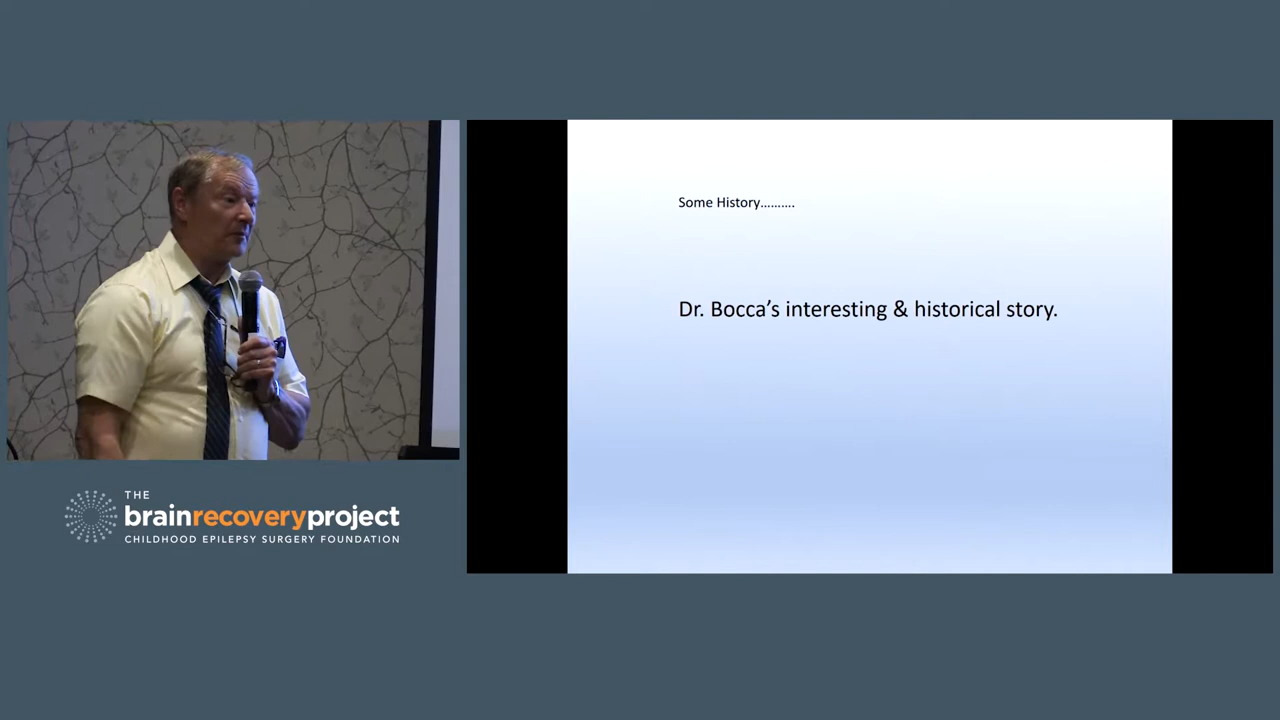 Some History……….
Dr. Bocca’s interesting & historical story.
THE
brainrecoveryproject
CHILDHOOD EPILEPSY SURGERY FOUNDATION